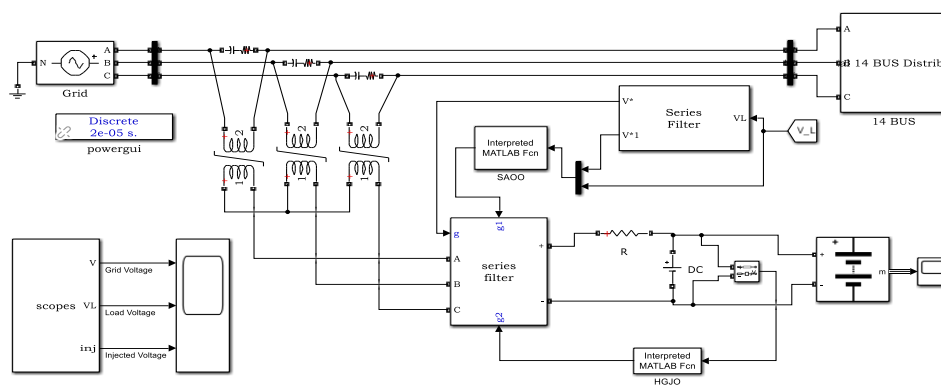 A
N
B
C
Grid
Discrete
2e-05 s.
powergui
2
2
2
1
1
1
V*
V*1
Series
Filter
VL
V_L
A
B
C
14 BUS Distrib
14 BUS
Interpreted
MATLAB Fcn
SAOO
g1
g
A
B
C
series
filter
+
-
g2
R
DC
+
-
m
Interpreted
MATLAB Fcn
HGJO
scopes
V
Grid Voltage
VL
Load Voltage
inj
Injected Voltage